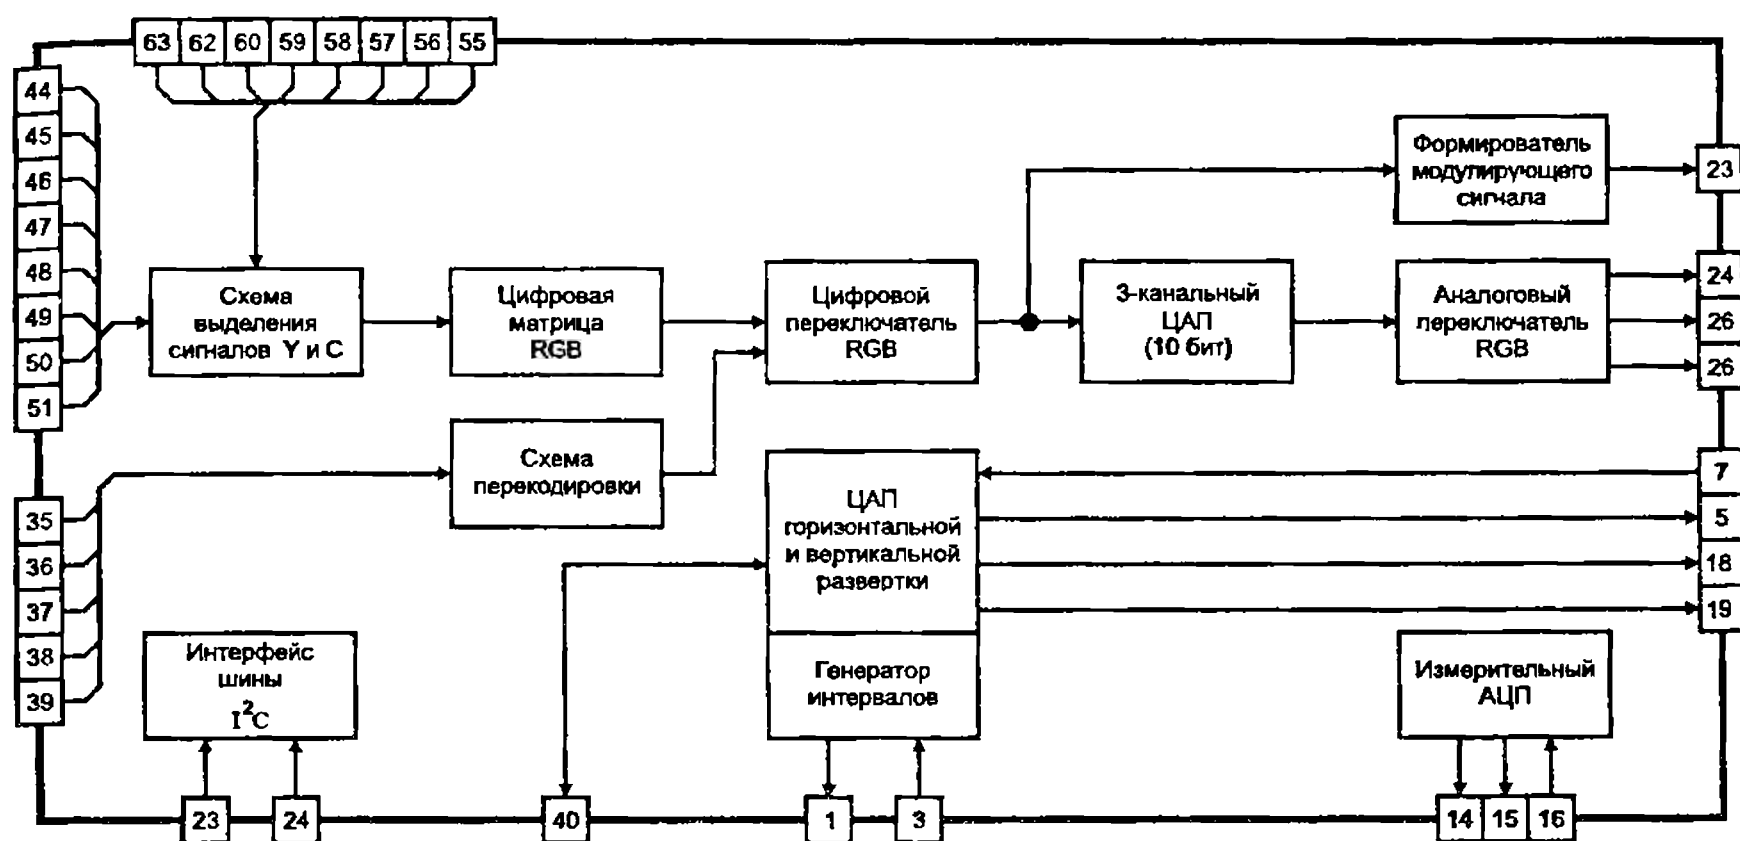 63 62 60 59 58 57 56 55
44
45
46
47
48
49
50
51
Формирователь
модулирующего
сигнала
23
Схема
выделения
сигналов Y и C
Цифровая
матрица
RGB
Цифровой
переключатель
RGB
3-канальный
ЦАП
(10 бит)
Аналоговый
переключатель
RGB
24
26
26
Схема
перекодировки
35
36
37
38
39
ЦАП
горизонтальной
и вертикальной
развертки
7
5
18
19
Интерфейс
шины
I²C
Генератор
интервалов
Измерительный
АЦП
23 24 40 1 3 14 15 16